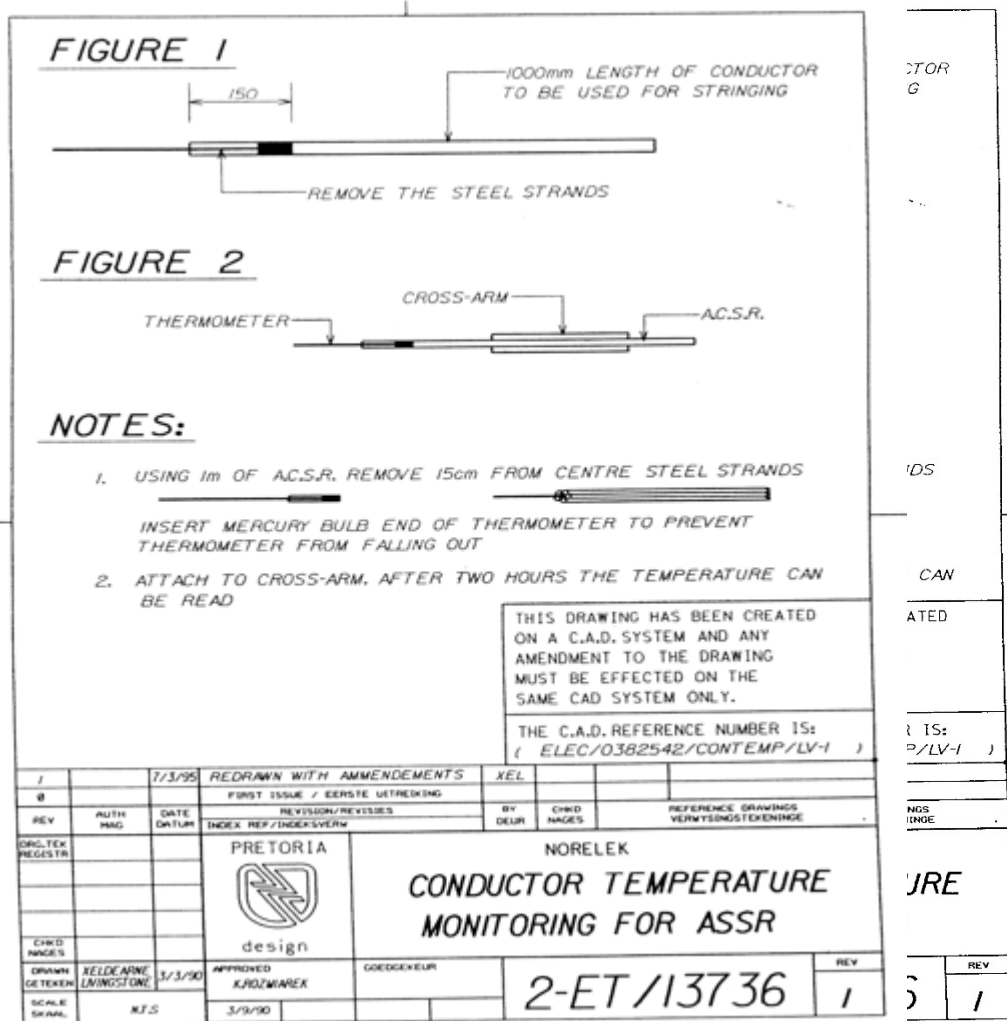 FIGURE 1
1000mm LENGTH OF CONDUCTOR
TO BE USED FOR STRINGING
150
REMOVE THE STEEL STRANDS
FIGURE 2
CROSS-ARM
THERMOMETER
A.C.S.R.
NOTES:
1. USING 1m OF A.C.S.R. REMOVE 15cm FROM CENTRE STEEL STRANDS
INSERT MERCURY BULB END OF THERMOMETER TO PREVENT
THERMOMETER FROM FALLING OUT
2. ATTACH TO CROSS-ARM. AFTER TWO HOURS THE TEMPERATURE CAN
BE READ
THIS DRAWING HAS BEEN CREATED
ON A C.A.D. SYSTEM AND ANY
AMENDMENT TO THE DRAWING
MUST BE EFFECTED ON THE
SAME CAD SYSTEM ONLY.
THE C.A.D. REFERENCE NUMBER IS:
( ELEC/0382542/CONTEMP/LV-1 )
1 7/3/95 REDRAWN WITH AMMENDEMENTS XEL
0 FIRST ISSUE / EERSTE UITREIKING
REV AUTH MAG DATE DATUM REVISION/REVISIES BY DEUR CHKD NAGES REFERENCE DRAWINGS
INDEX REF/INDEKSVERW VERWYSINGSTEKENINGE
ORG.TEK
REGISTR
PRETORIA
design
NORELEK
CONDUCTOR TEMPERATURE
MONITORING FOR ASSR
CHKD
NAGES
DRAWN
GETEKEN
XELDEARNE
LIVINGSTONE
3/3/90
APPROVED
K.ROZWIAREK
GOEDGEKEUR
SCALE
SKAAL
N.T.S
3/9/90
2-ET/13736
REV
1
CTOR
G
IDS
CAN
ATED
IS:
P/LV-1 )
NGS
INGE
URE
REV
1